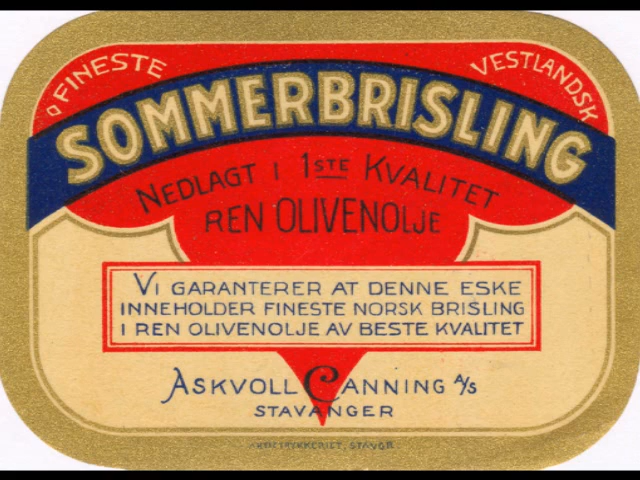 FINESTE VESTLANDSK
SOMMERBRISLING
NEDLAGT I 1STE KVALITET
REN OLIVENOLJE
VI GARANTERER AT DENNE ESKE
INNEHOLDER FINESTE NORSK BRISLING
I REN OLIVENOLJE AV BESTE KVALITET
ASKVOLL CANNING A/S
STAVANGER